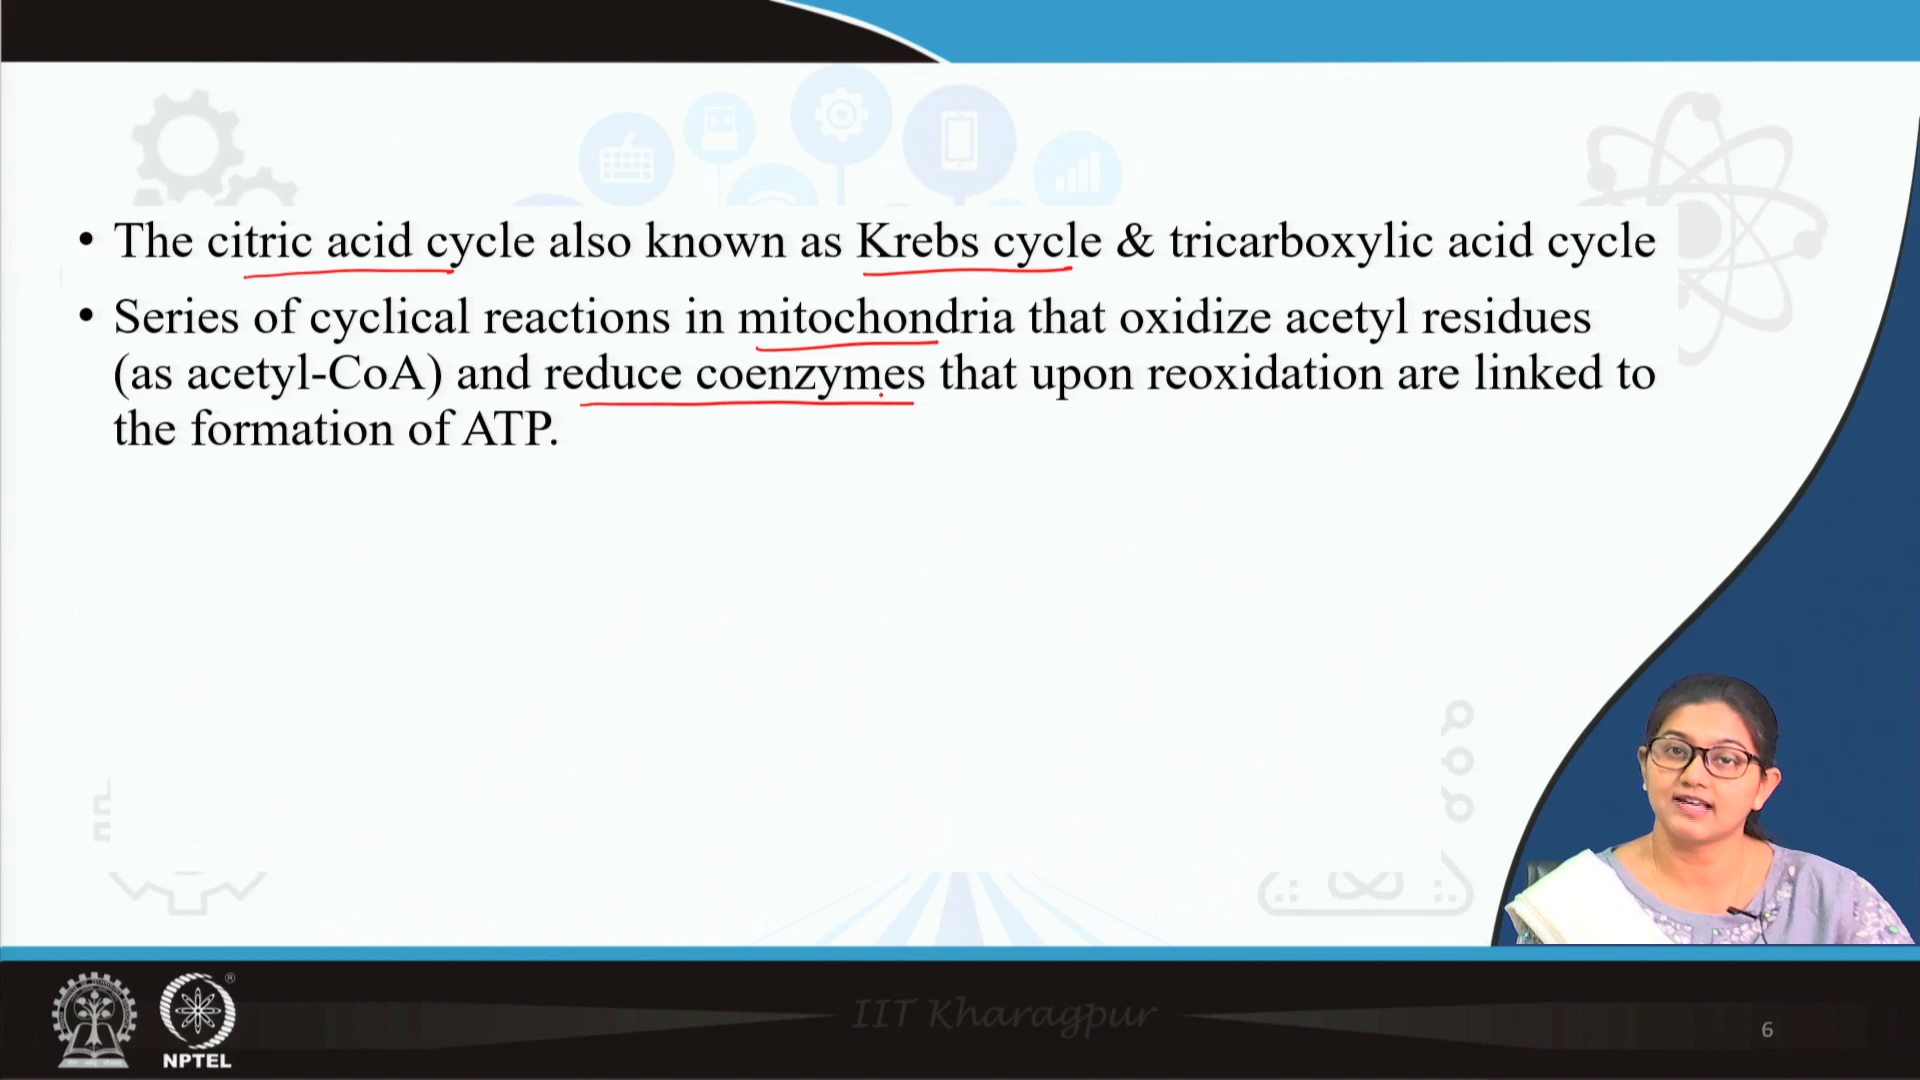 • The citric acid cycle also known as Krebs cycle & tricarboxylic acid cycle
• Series of cyclical reactions in mitochondria that oxidize acetyl residues
(as acetyl-CoA) and reduce coenzymes that upon reoxidation are linked to
the formation of ATP.
®
NPTEL
IIT Kharagpur
6